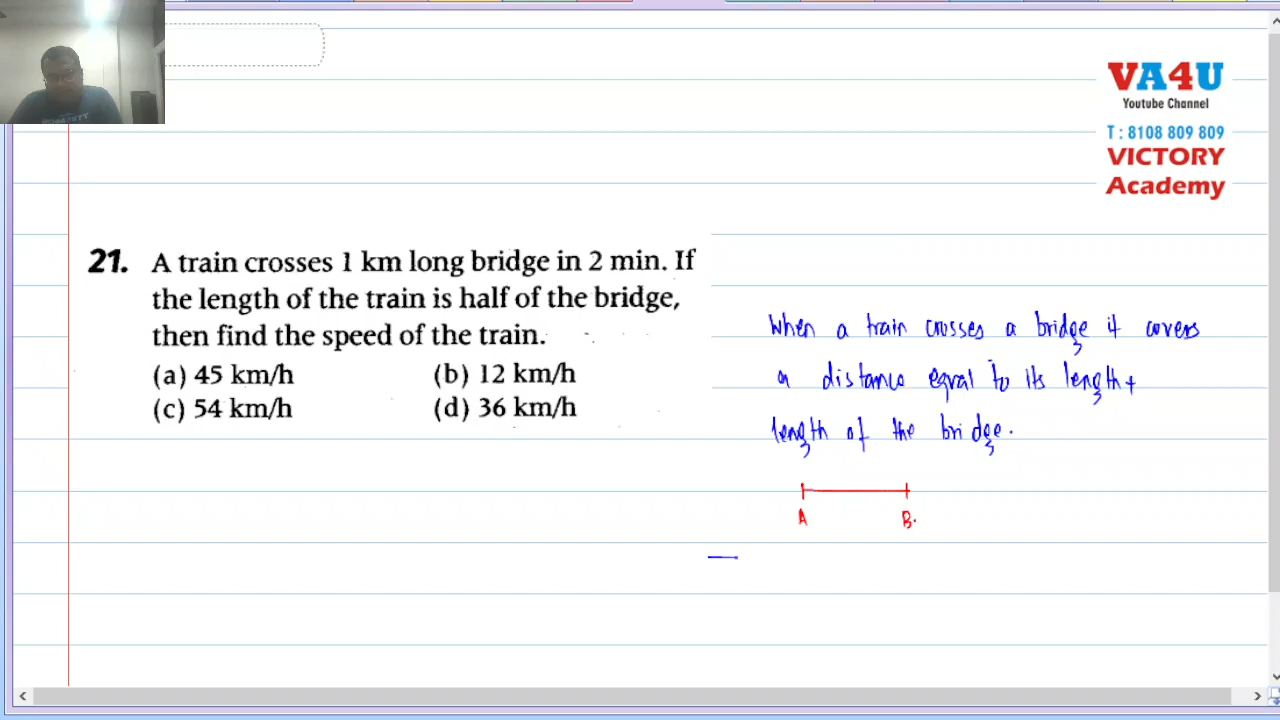 VA4U
Youtube Channel
T : 8108 809 809
VICTORY
Academy
21. A train crosses 1 km long bridge in 2 min. If
the length of the train is half of the bridge,
then find the speed of the train.
(a) 45 km/h (b) 12 km/h
(c) 54 km/h (d) 36 km/h
When a train crosses a bridge it covers
a distance equal to its length +
length of the bridge.
A B.